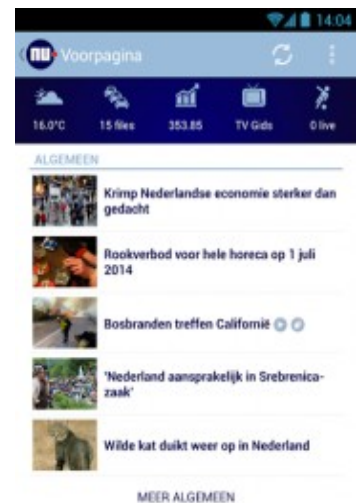 14:04
NU Voorpagina
16.0°C 15 files 353.85 TV Gids 0 live
ALGEMEEN
Krimp Nederlandse economie sterker dan
gedacht
Rookverbod voor hele horeca op 1 juli
2014
Bosbranden treffen Californië
'Nederland aansprakelijk in Srebrenica-
zaak'
Wilde kat duikt weer op in Nederland
MEER ALGEMEEN